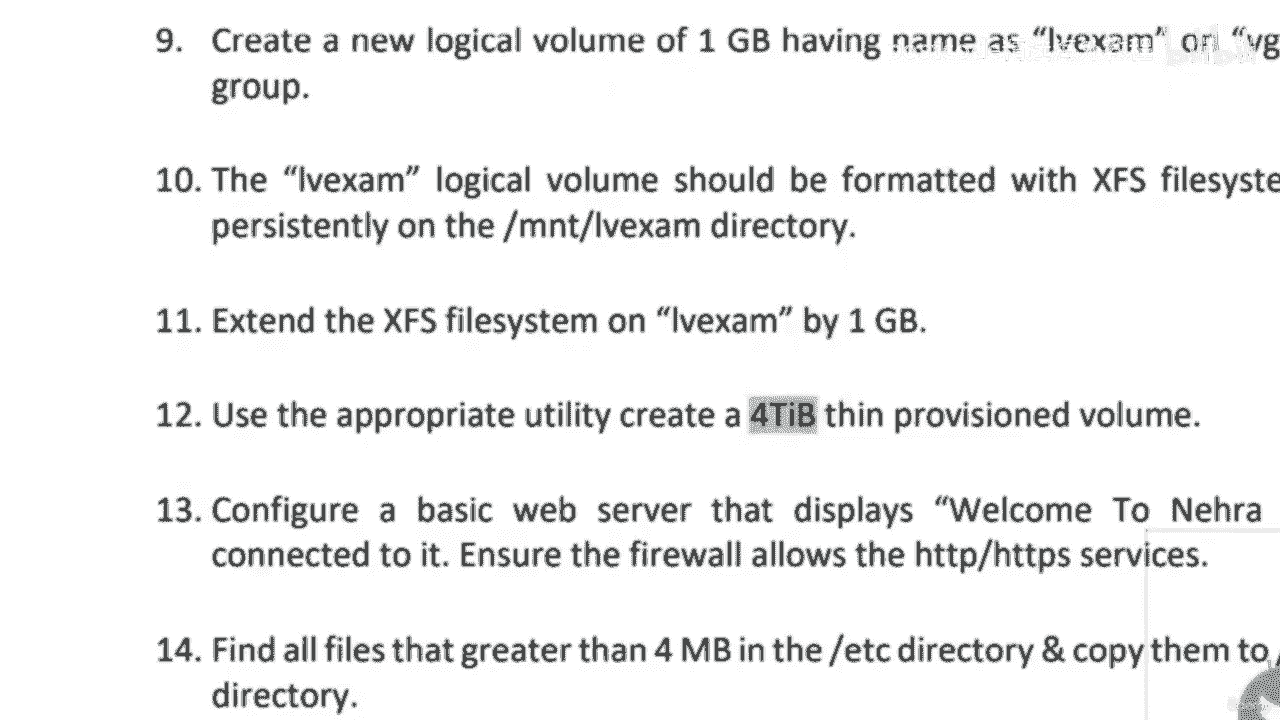 9. Create a new logical volume of 1 GB having name as “lvexam” on “vg
group.
10. The “lvexam” logical volume should be formatted with XFS filesyste
persistently on the /mnt/lvexam directory.
11. Extend the XFS filesystem on “lvexam” by 1 GB.
12. Use the appropriate utility create a 4TiB thin provisioned volume.
13. Configure a basic web server that displays “Welcome To Nehra
connected to it. Ensure the firewall allows the http/https services.
14. Find all files that greater than 4 MB in the /etc directory & copy them to /
directory.